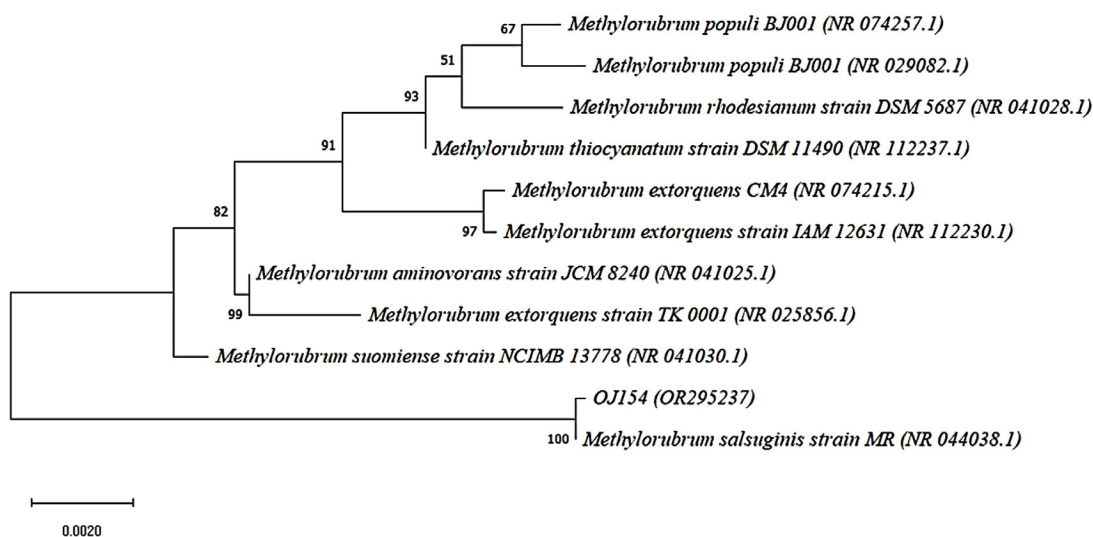 67
Methylorubrum populi BJ001 (NR 074257.1)
51
Methylorubrum populi BJ001 (NR 029082.1)
93
Methylorubrum rhodesianum strain DSM 5687 (NR 041028.1)
91
Methylorubrum thiocyanatum strain DSM 11490 (NR 112237.1)
Methylorubrum extorquens CM4 (NR 074215.1)
82
97
Methylorubrum extorquens strain IAM 12631 (NR 112230.1)
Methylorubrum aminovorans strain JCM 8240 (NR 041025.1)
99
Methylorubrum extorquens strain TK 0001 (NR 025856.1)
Methylorubrum suomiense strain NCIMB 13778 (NR 041030.1)
OJ154 (OR295237)
100
Methylorubrum salsuginis strain MR (NR 044038.1)
0.0020